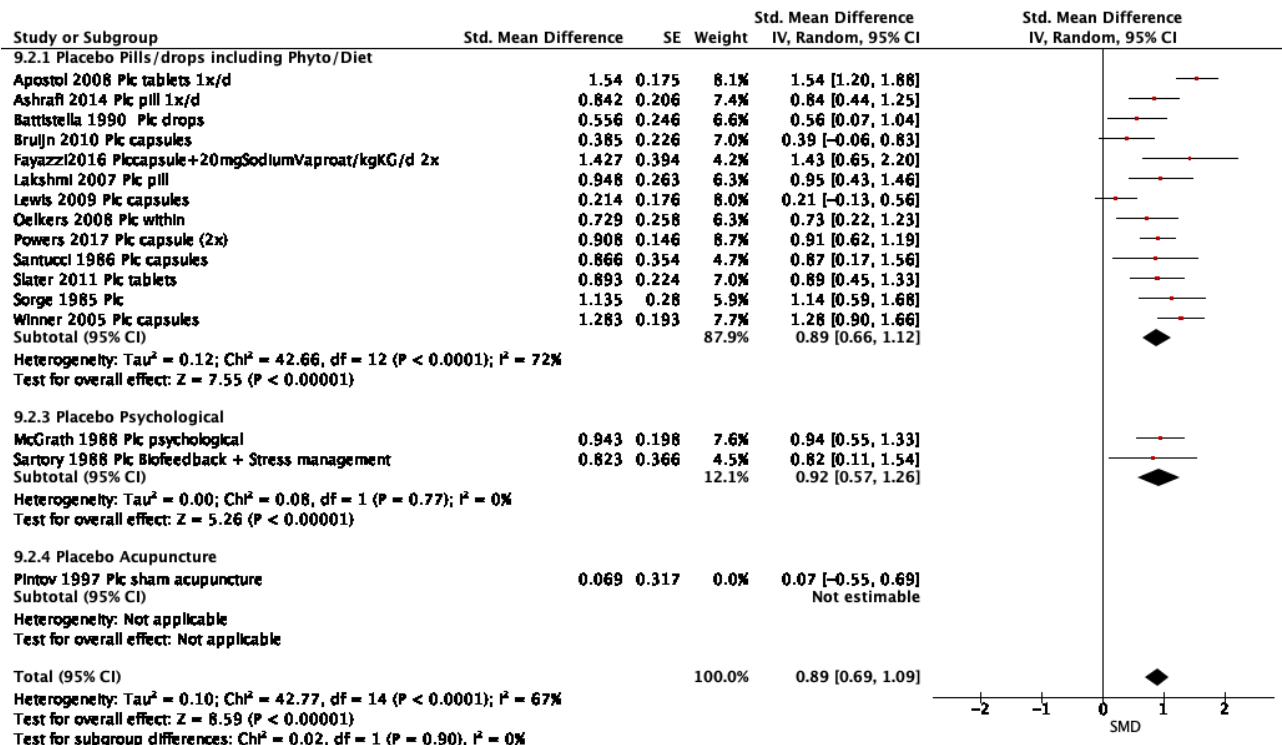 Std. Mean Difference Std. Mean Difference
Study or Subgroup Std. Mean Difference SE Weight IV, Random, 95% CI IV, Random, 95% CI
9.2.1 Placebo Pills/drops including Phyto/Diet
Apostol 2008 Plc tablets 1x/d 1.54 0.175 8.1% 1.54 [1.20, 1.88]
Ashrafi 2014 Plc pill 1x/d 0.842 0.206 7.4% 0.84 [0.44, 1.25]
Battistella 1990 Plc drops 0.556 0.246 6.6% 0.56 [0.07, 1.04]
Bruijn 2010 Plc capsules 0.385 0.226 7.0% 0.39 [-0.06, 0.83]
Fayazzi2016 Plccapsule+20mgSodiumVaproat/kgKG/d 2x 1.427 0.394 4.2% 1.43 [0.65, 2.20]
Lakshmi 2007 Plc pill 0.948 0.263 6.3% 0.95 [0.43, 1.46]
Lewis 2009 Plc capsules 0.214 0.176 8.0% 0.21 [-0.13, 0.56]
Oelkers 2008 Plc within 0.729 0.258 6.3% 0.73 [0.22, 1.23]
Powers 2017 Plc capsule (2x) 0.908 0.146 8.7% 0.91 [0.62, 1.19]
Santucci 1986 Plc capsules 0.866 0.354 4.7% 0.87 [0.17, 1.56]
Slater 2011 Plc tablets 0.893 0.224 7.0% 0.89 [0.45, 1.33]
Sorge 1985 Plc 1.135 0.28 5.9% 1.14 [0.59, 1.68]
Winner 2005 Plc capsules 1.283 0.193 7.7% 1.28 [0.90, 1.66]
Subtotal (95% CI) 87.9% 0.89 [0.66, 1.12]
Heterogeneity: Tau² = 0.12; Chi² = 42.66, df = 12 (P < 0.0001); I² = 72%
Test for overall effect: Z = 7.55 (P < 0.00001)
9.2.3 Placebo Psychological
McGrath 1988 Plc psychological 0.943 0.198 7.6% 0.94 [0.55, 1.33]
Sartory 1988 Plc Biofeedback + Stress management 0.823 0.366 4.5% 0.82 [0.11, 1.54]
Subtotal (95% CI) 12.1% 0.92 [0.57, 1.26]
Heterogeneity: Tau² = 0.00; Chi² = 0.08, df = 1 (P = 0.77); I² = 0%
Test for overall effect: Z = 5.26 (P < 0.00001)
9.2.4 Placebo Acupuncture
Pintov 1997 Plc sham acupuncture 0.069 0.317 0.0% 0.07 [-0.55, 0.69]
Subtotal (95% CI) Not estimable
Heterogeneity: Not applicable
Test for overall effect: Not applicable
Total (95% CI) 100.0% 0.89 [0.69, 1.09]
Heterogeneity: Tau² = 0.10; Chi² = 42.77, df = 14 (P < 0.0001); I² = 67%
Test for overall effect: Z = 8.59 (P < 0.00001)
Test for subgroup differences: Chi² = 0.02, df = 1 (P = 0.90), I² = 0%
-2 -1 0 1 2
SMD